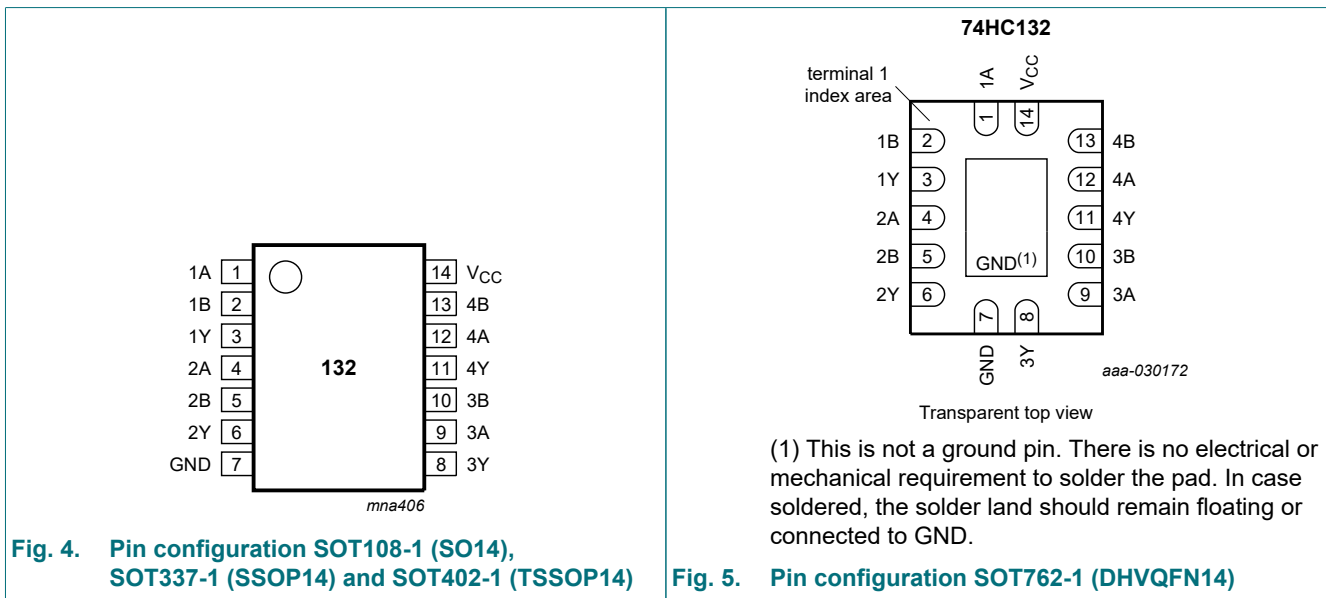 1A 1
1B 2
1Y 3
2A 4
2B 5
2Y 6
GND 7
132
14 VCC
13 4B
12 4A
11 4Y
10 3B
9 3A
8 3Y
mna406
Fig. 4. Pin configuration SOT108-1 (SO14),
SOT337-1 (SSOP14) and SOT402-1 (TSSOP14)
74HC132
terminal 1
index area
1A
VCC
1
14
1B 2
1Y 3
2A 4
2B 5
2Y 6
13 4B
12 4A
11 4Y
10 3B
9 3A
GND(1)
7
8
GND
3Y
aaa-030172
Transparent top view
(1) This is not a ground pin. There is no electrical or
mechanical requirement to solder the pad. In case
soldered, the solder land should remain floating or
connected to GND.
Fig. 5. Pin configuration SOT762-1 (DHVQFN14)